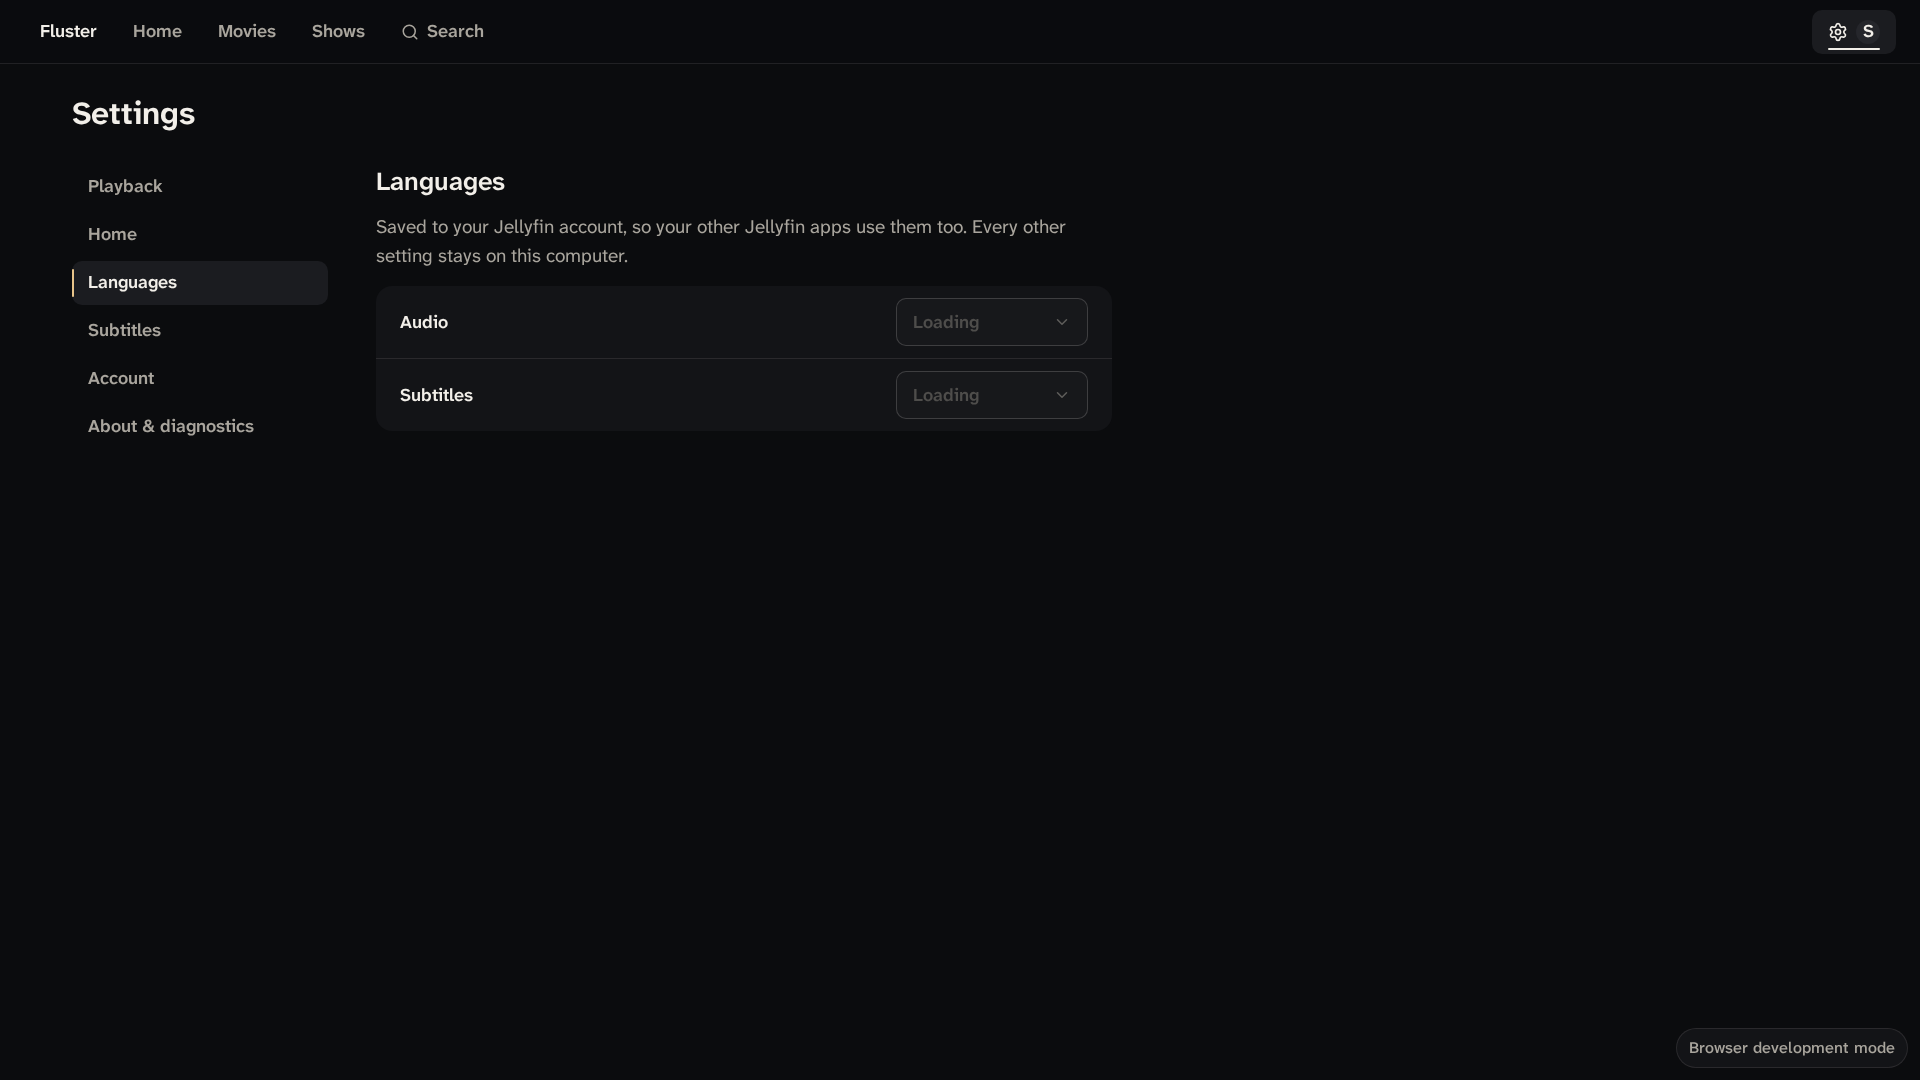 Fluster
Home
Movies
Shows
Search
S
Settings
Playback
Home
Languages
Subtitles
Account
About & diagnostics
Languages
Saved to your Jellyfin account, so your other Jellyfin apps use them too. Every other
setting stays on this computer.
Audio
Loading
Subtitles
Loading
Browser development mode